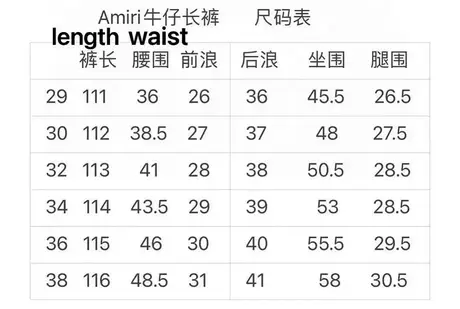 Amiri牛仔长裤 尺码表
length waist
裤长 腰围 前浪 后浪 坐围 腿围
29 111 36 26 36 45.5 26.5
30 112 38.5 27 37 48 27.5
32 113 41 28 38 50.5 28.5
34 114 43.5 29 39 53 28.5
36 115 46 30 40 55.5 29.5
38 116 48.5 31 41 58 30.5